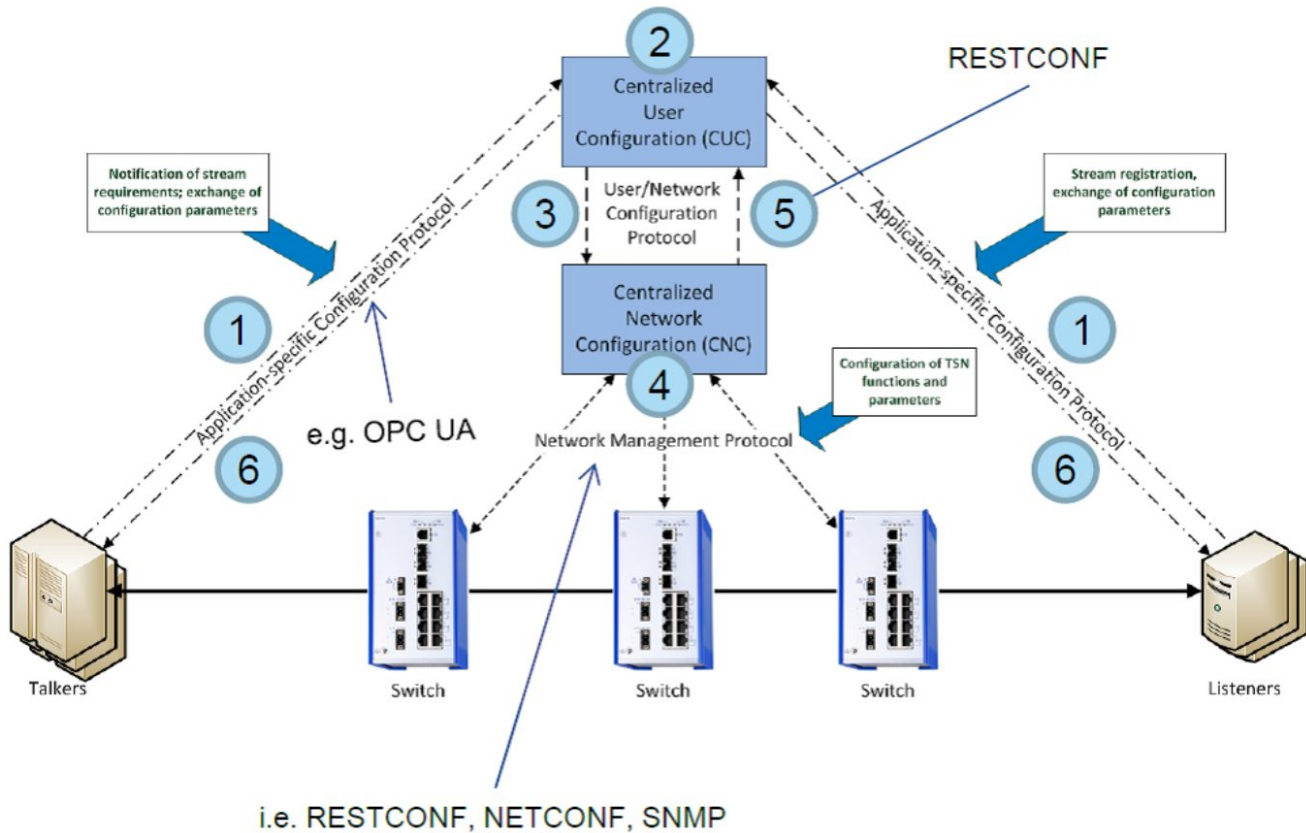 2
RESTCONF
Centralized
User
Configuration (CUC)
Notification of stream
requirements; exchange of
configuration parameters
Stream registration,
exchange of configuration
parameters
3
User/Network
Configuration
Protocol
5
Application-specific Configuration Protocol
Application-specific Configuration Protocol
1
Centralized
Network
Configuration (CNC)
1
4
Configuration of TSN
functions and
parameters
e.g. OPC UA
Network Management Protocol
6
6
Talkers
Switch
Switch
Switch
Listeners
i.e. RESTCONF, NETCONF, SNMP